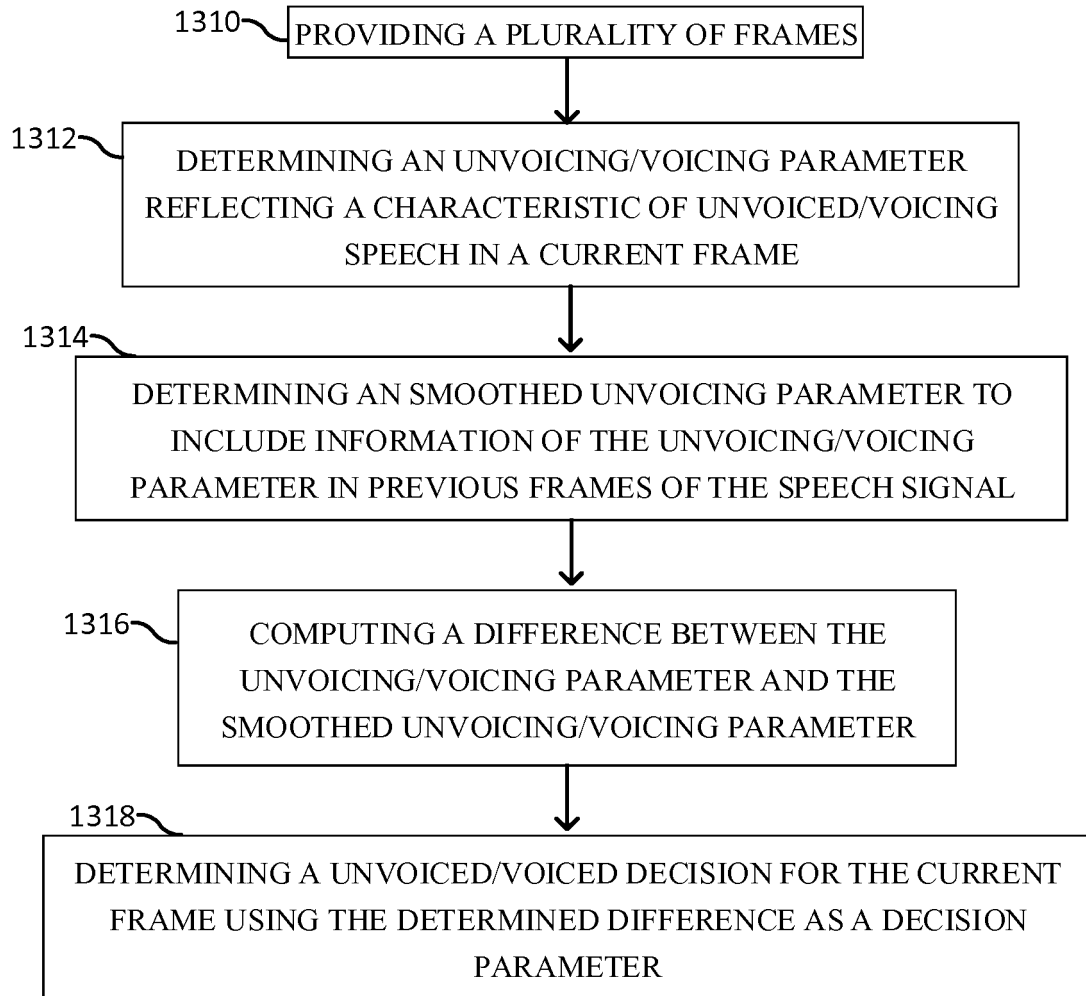 1310
PROVIDING A PLURALITY OF FRAMES
1312
DETERMINING AN UNVOICING/VOICING PARAMETER
REFLECTING A CHARACTERISTIC OF UNVOICED/VOICING
SPEECH IN A CURRENT FRAME
1314
DETERMINING AN SMOOTHED UNVOICING PARAMETER TO
INCLUDE INFORMATION OF THE UNVOICING/VOICING
PARAMETER IN PREVIOUS FRAMES OF THE SPEECH SIGNAL
1316
COMPUTING A DIFFERENCE BETWEEN THE
UNVOICING/VOICING PARAMETER AND THE
SMOOTHED UNVOICING/VOICING PARAMETER
1318
DETERMINING A UNVOICED/VOICED DECISION FOR THE CURRENT
FRAME USING THE DETERMINED DIFFERENCE AS A DECISION
PARAMETER